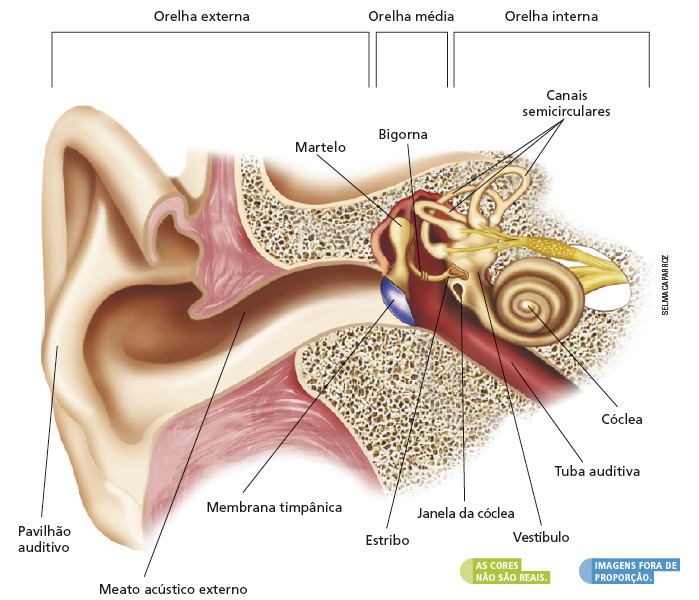 Orelha externa
Orelha média
Orelha interna
Canais
semicirculares
Bigorna
Martelo
SELMA CAPARROZ
Cóclea
Tuba auditiva
Membrana timpânica
Janela da cóclea
Pavilhão
auditivo
Estribo
Vestíbulo
AS CORES
NÃO SÃO REAIS.
IMAGENS FORA DE
PROPORÇÃO.
Meato acústico externo